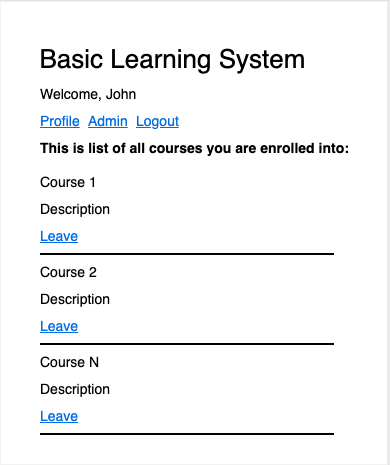 Basic Learning System
Welcome, John
Profile Admin Logout
This is list of all courses you are enrolled into:
Course 1
Description
Leave
Course 2
Description
Leave
Course N
Description
Leave